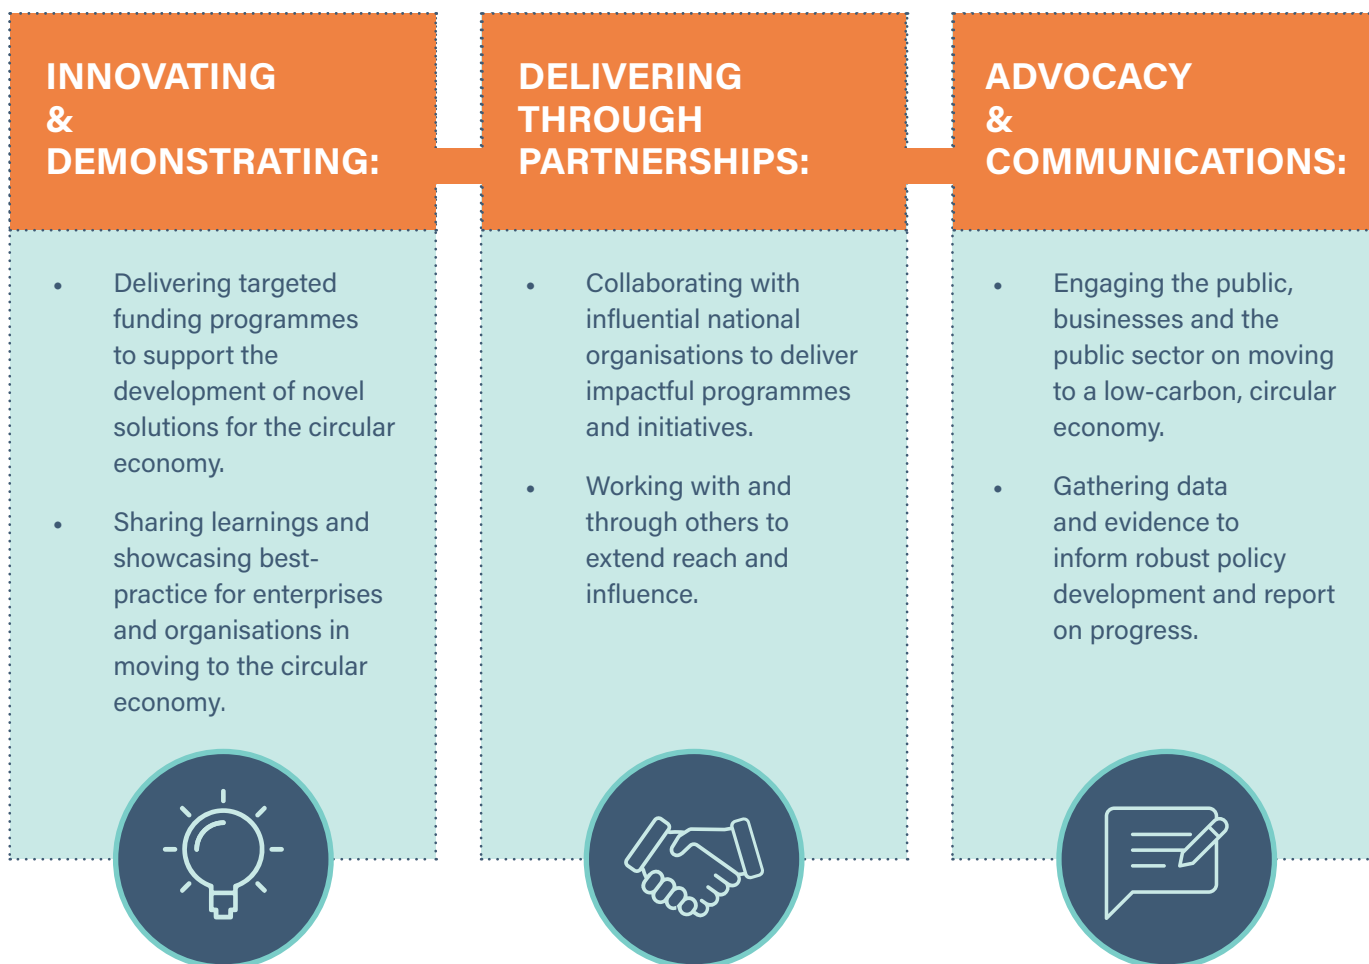 INNOVATING
&
DEMONSTRATING:
• Delivering targeted
funding programmes
to support the
development of novel
solutions for the circular
economy.
• Sharing learnings and
showcasing best-
practice for enterprises
and organisations in
moving to the circular
economy.
DELIVERING
THROUGH
PARTNERSHIPS:
• Collaborating with
influential national
organisations to deliver
impactful programmes
and initiatives.
• Working with and
through others to
extend reach and
influence.
ADVOCACY
&
COMMUNICATIONS:
• Engaging the public,
businesses and the
public sector on moving
to a low-carbon, circular
economy.
• Gathering data
and evidence to
inform robust policy
development and report
on progress.